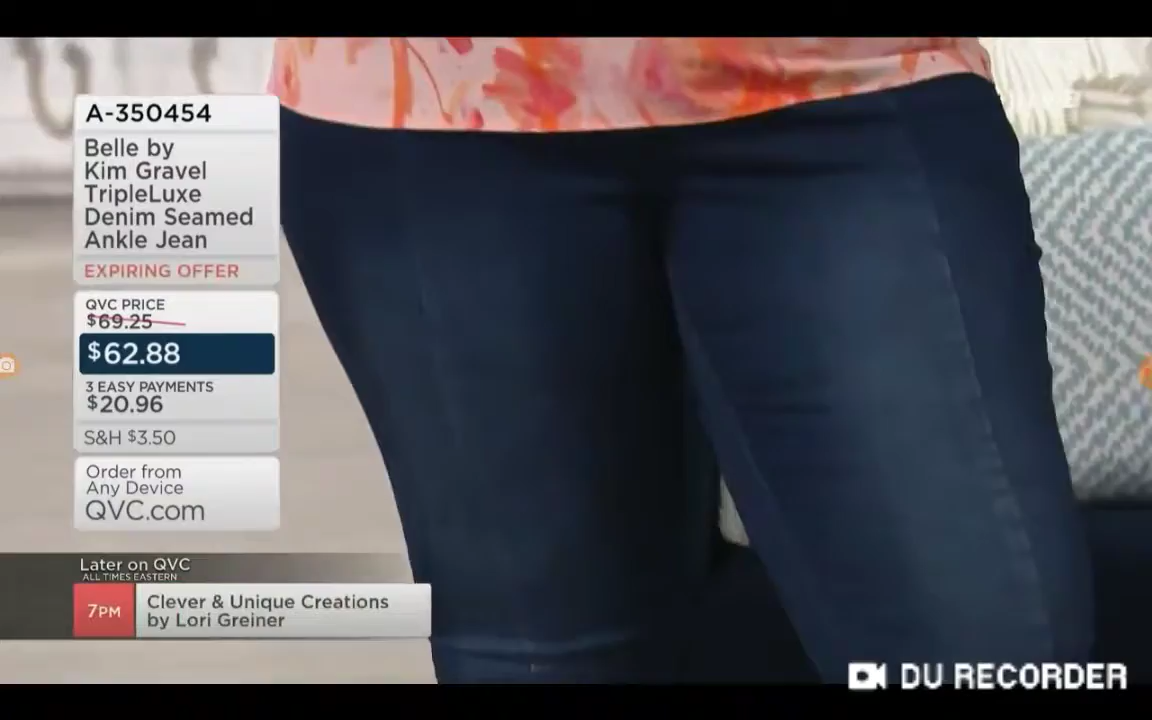 A-350454
Belle by
Kim Gravel
TripleLuxe
Denim Seamed
Ankle Jean
EXPIRING OFFER
QVC PRICE
$69.25
$62.88
3 EASY PAYMENTS
$20.96
S&H $3.50
Order from
Any Device
QVC.com
Later on QVC
ALL TIMES EASTERN
7PM
Clever & Unique Creations
by Lori Greiner
DU RECORDER